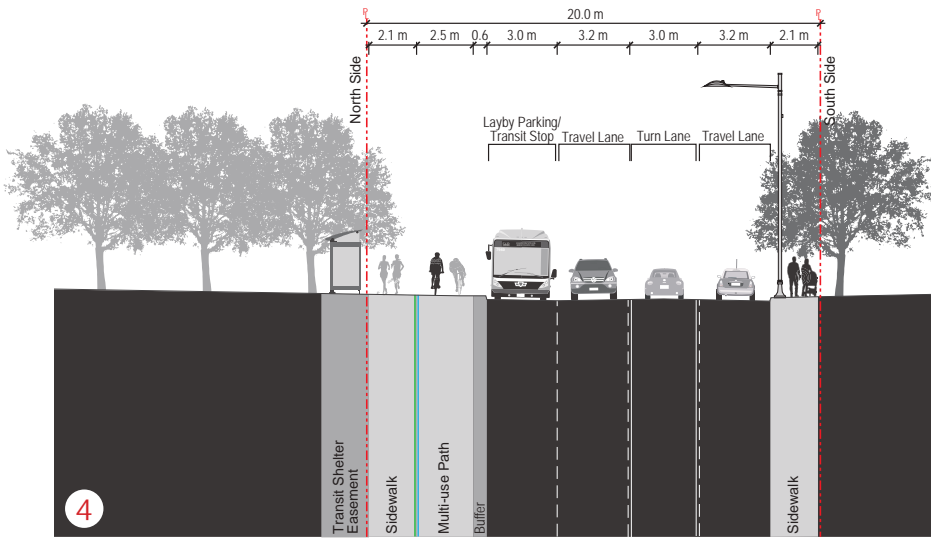 20.0 m
2.1 m
2.5 m
0.6
3.0 m
3.2 m
3.0 m
3.2 m
2.1 m
North Side
South Side
Layby Parking/
Transit Stop
Travel Lane
Turn Lane
Travel Lane
Transit Shelter
Easement
Sidewalk
Multi-use Path
Buffer
Sidewalk
4